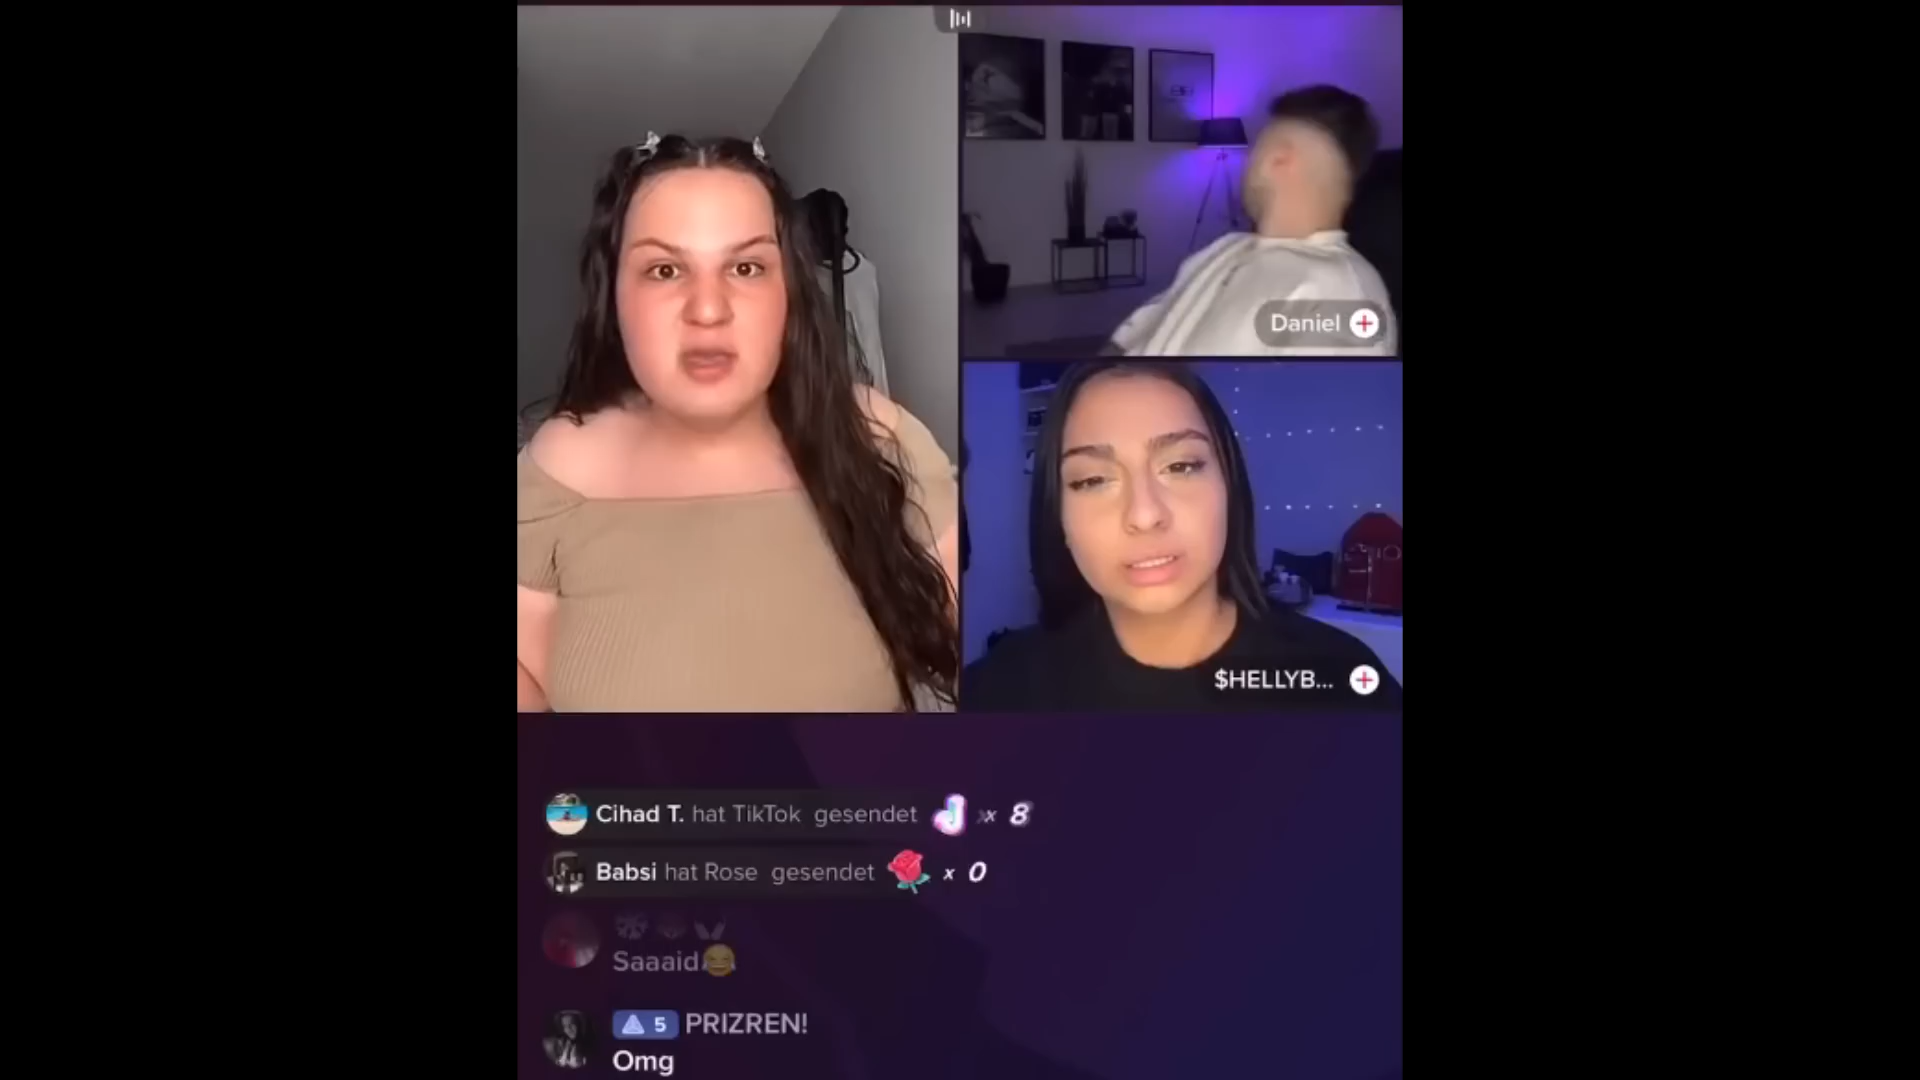 Daniel
$HELLYB...
Cihad T. hat TikTok gesendet x 8
Babsi hat Rose gesendet x 0
Saaaid😂
5 PRIZREN!
Omg